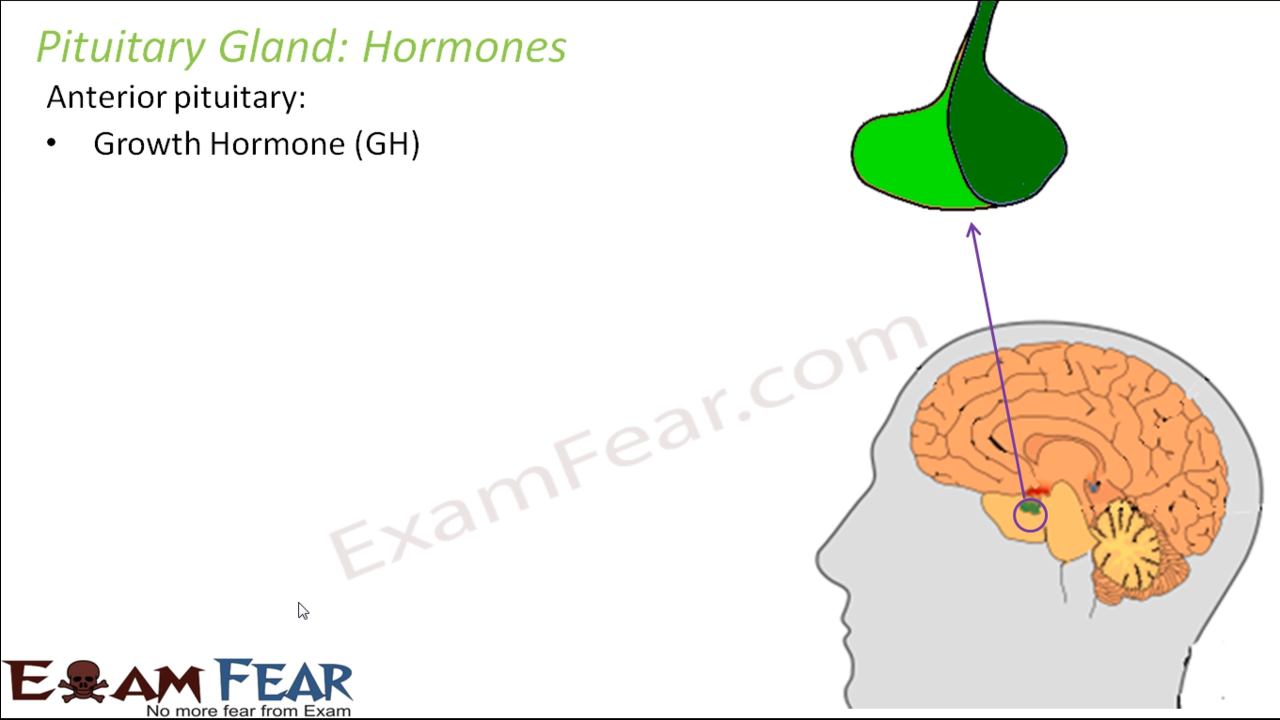 Pituitary Gland: Hormones
Anterior pituitary:
• Growth Hormone (GH)
ExamFear.com
EXAM FEAR
No more fear from Exam